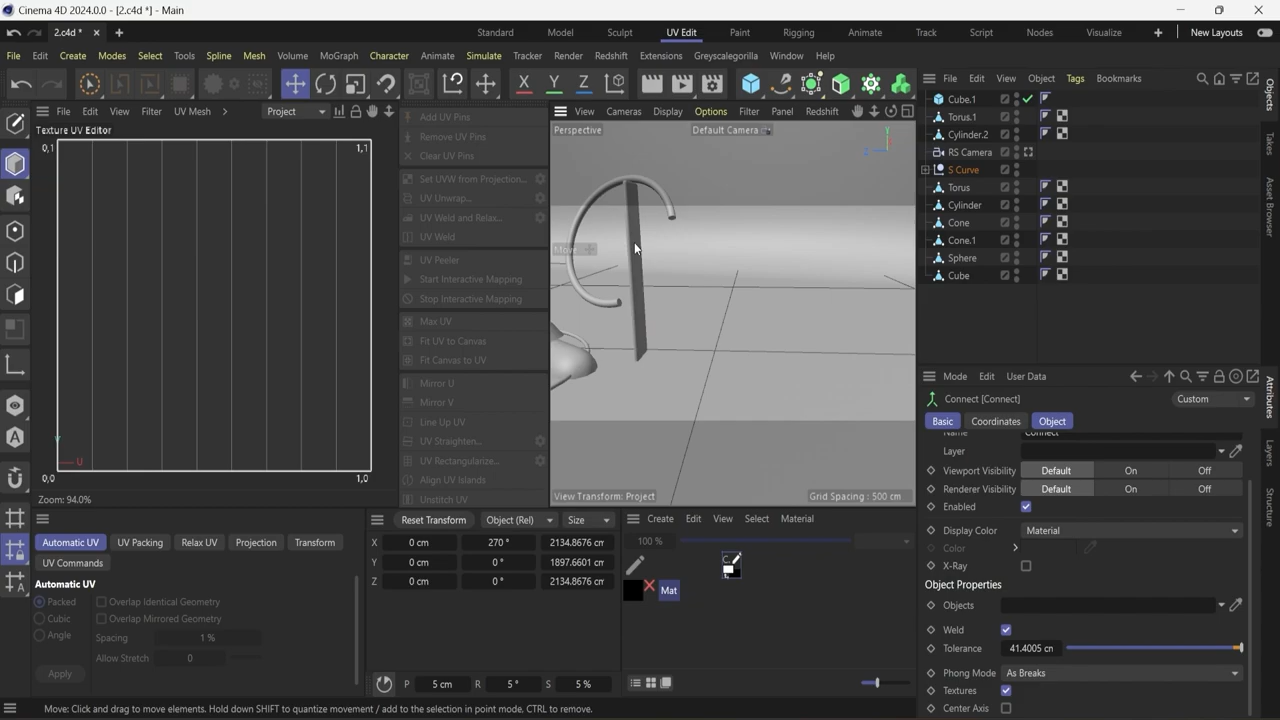 Cinema 4D 2024.0.0 - [2.c4d *] - Main
2.c4d *
Standard Model Sculpt UV Edit Paint Rigging Animate Track Script Nodes Visualize New Layouts
File Edit Create Modes Select Tools Spline Mesh Volume MoGraph Character Animate Simulate Tracker Render Redshift Extensions Greyscalegorilla Window Help
X Y Z
File Edit View Filter UV Mesh Project
Texture UV Editor
0,1 1,1
V
U
0,0 1,0
Zoom: 94.0%
Add UV Pins
Remove UV Pins
Clear UV Pins
Set UVW from Projection...
UV Unwrap...
UV Weld and Relax...
UV Weld
UV Peeler
Start Interactive Mapping
Stop Interactive Mapping
Max UV
Fit UV to Canvas
Fit Canvas to UV
Mirror U
Mirror V
Line Up UV
UV Straighten...
UV Rectangularize...
Align UV Islands
Unstitch UV
View Cameras Display Options Filter Panel Redshift
Perspective Default Camera
Y
Z
Move
View Transform: Project Grid Spacing : 500 cm
File Edit View Object Tags Bookmarks
Cube.1
Torus.1
Cylinder.2
RS Camera
S Curve
Torus
Cylinder
Cone
Cone.1
Sphere
Cube
Objects
Takes
Asset Browser
Mode Edit User Data
Connect [Connect] Custom
Basic Coordinates Object
Name Connect
Layer
Viewport Visibility Default On Off
Renderer Visibility Default On Off
Enabled
Display Color Material
Color
X-Ray
Object Properties
Objects
Weld
Tolerance 41.4005 cm
Phong Mode As Breaks
Textures
Center Axis
Attributes
Layers
Structure
Automatic UV UV Packing Relax UV Projection Transform
UV Commands
Automatic UV
Packed Overlap Identical Geometry
Cubic Overlap Mirrored Geometry
Angle Spacing 1 %
Allow Stretch 0
Apply
Reset Transform Object (Rel) Size
X 0 cm 270 ° 2134.8676 cm
Y 0 cm 0 ° 1897.6601 cm
Z 0 cm 0 ° 2134.8676 cm
P 5 cm R 5 ° S 5 %
Create Edit View Select Material
100 %
Mat
Move: Click and drag to move elements. Hold down SHIFT to quantize movement / add to the selection in point mode, CTRL to remove.